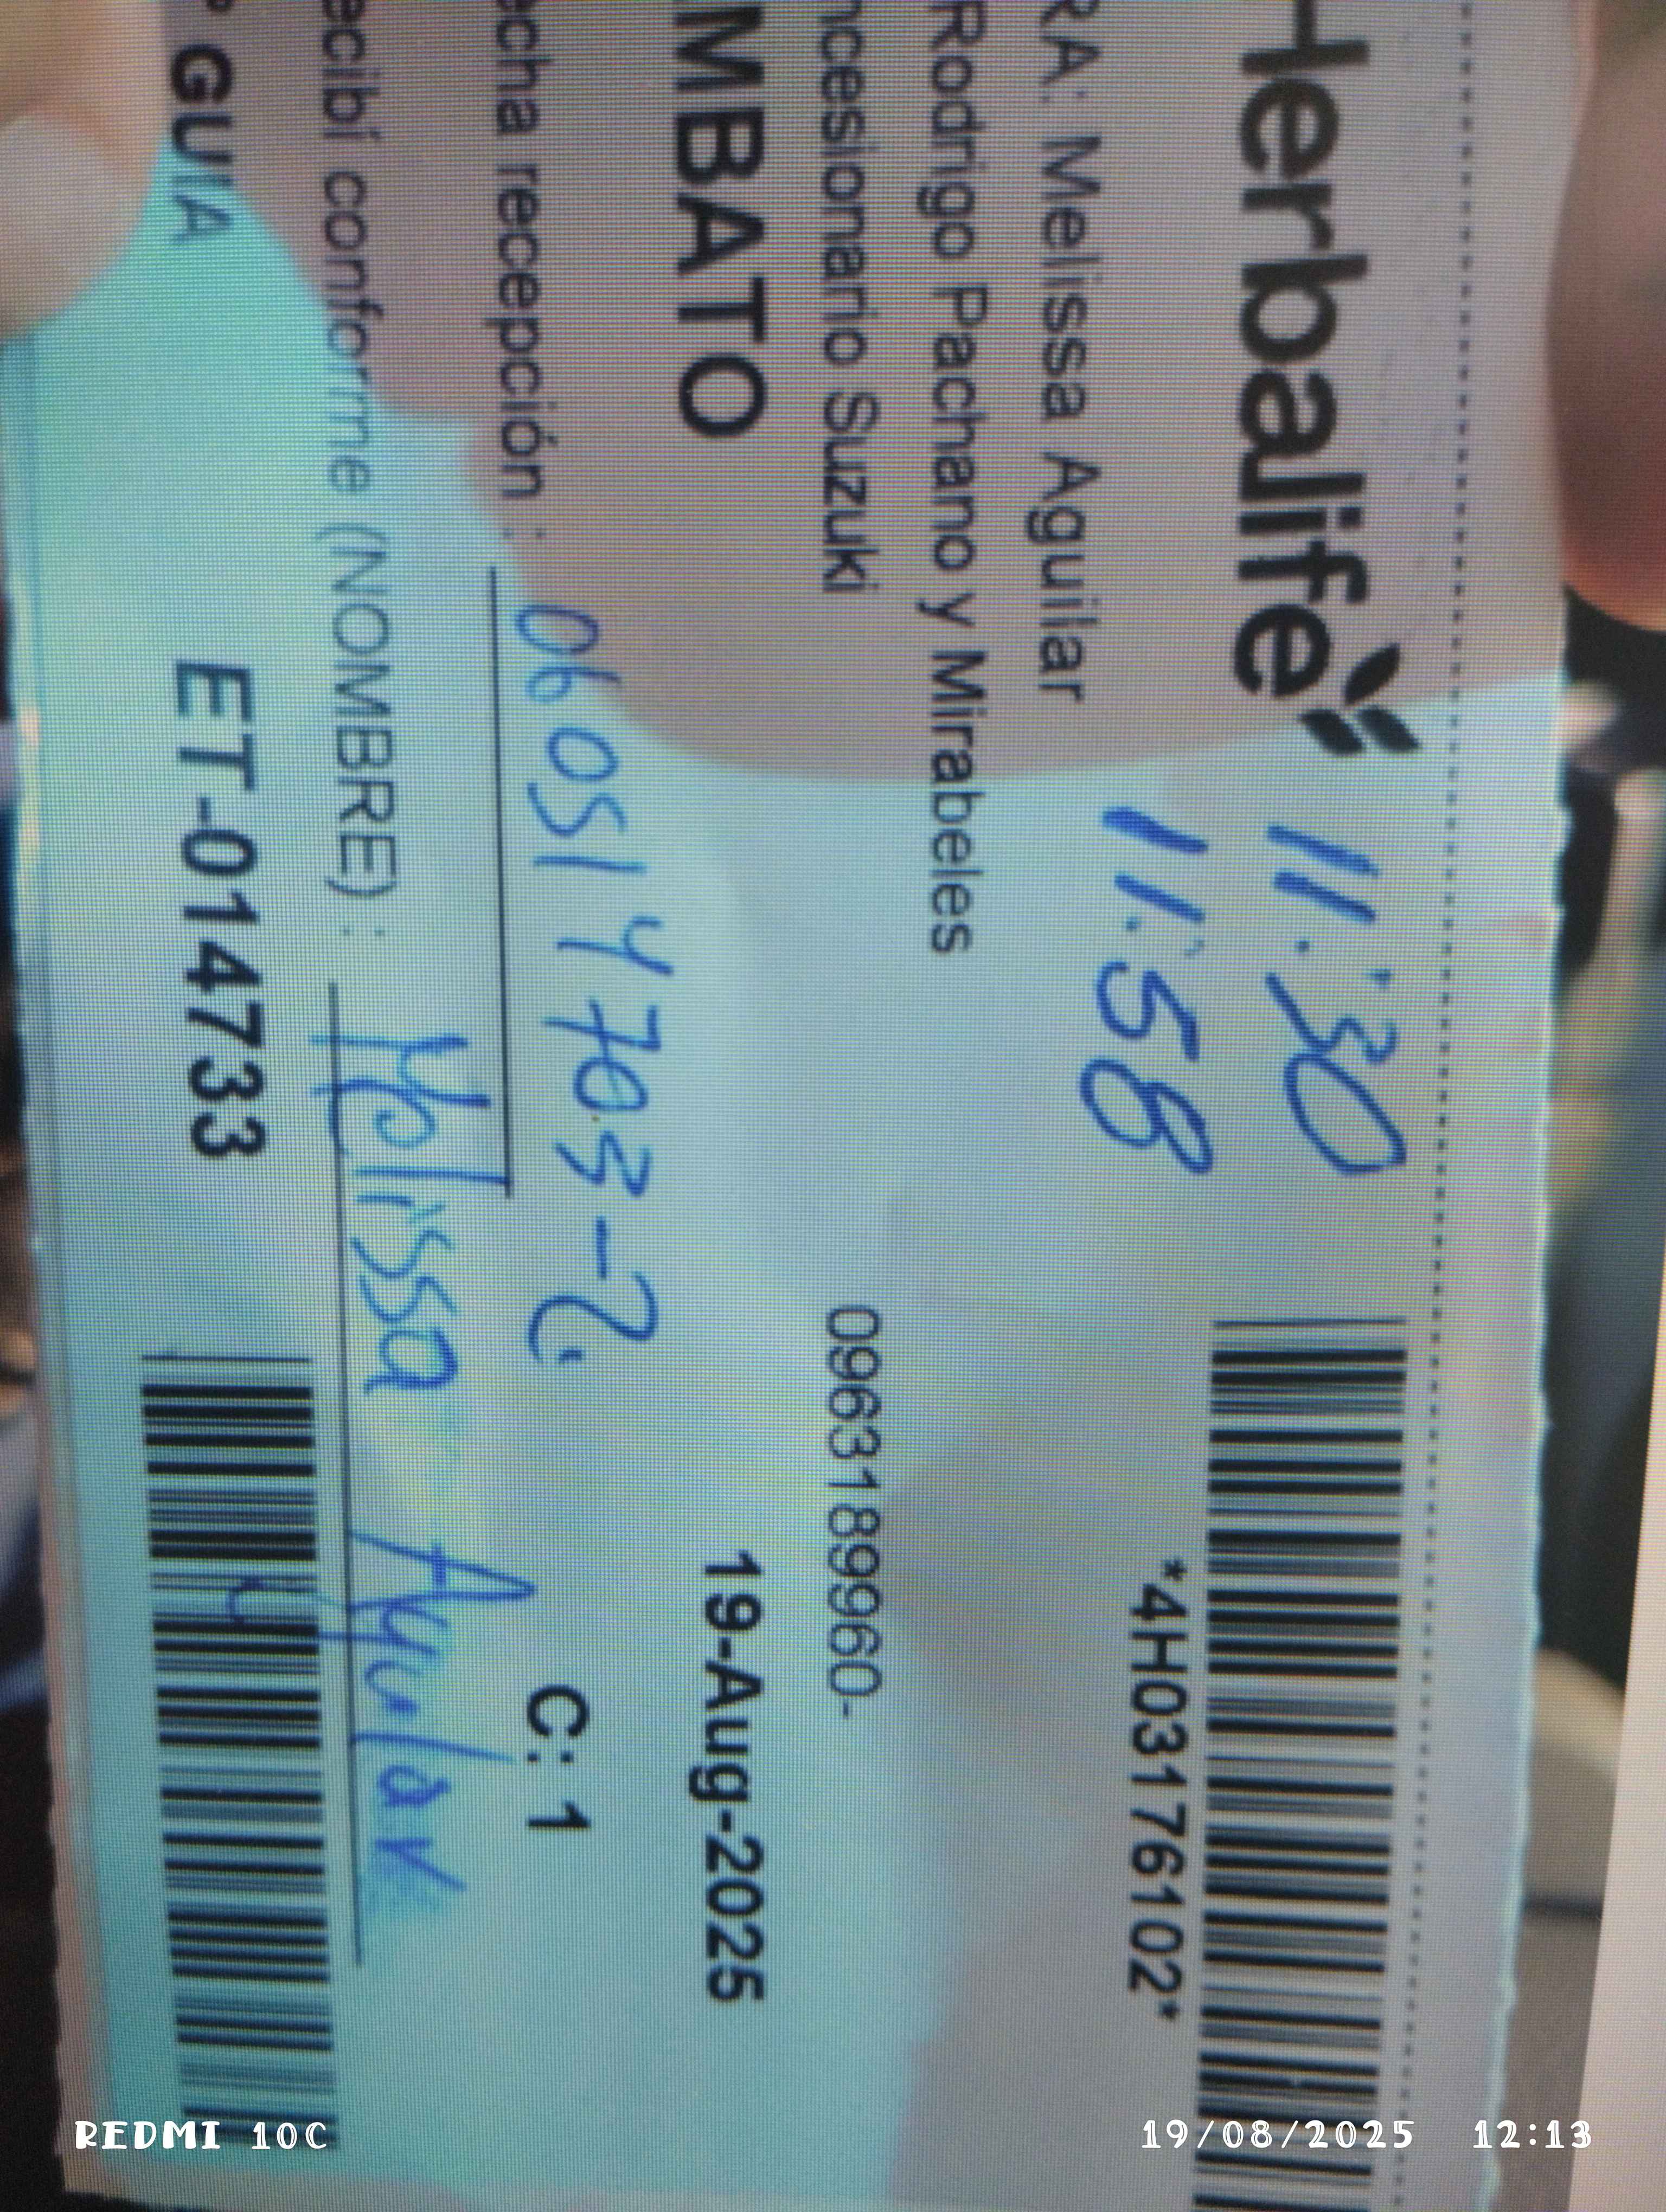 Herbalife
11:30
11:58
*4H03176102*
RA: Melissa Aguilar
Rodrigo Pachano y Mirabeles
ncesionario Suzuki
0963189960-
MBATO
19-Aug-2025
echa recepción :
060514703-2
C: 1
ecibí conforme (NOMBRE) :
Melissa Aguilar
GUIA
ET-014733
REDMI 10C
19/08/2025 12:13